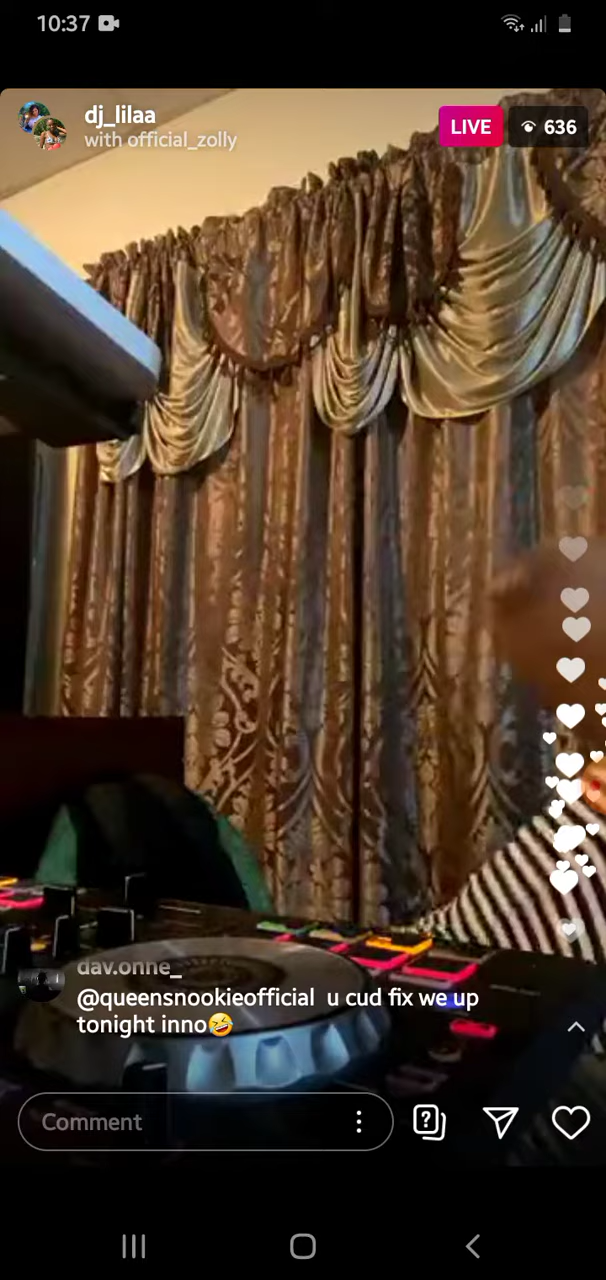 10:37
dj_lilaa
with official_zolly
LIVE
636
dav.onne_
@queensnookieofficial u cud fix we up
tonight inno🤣
Comment